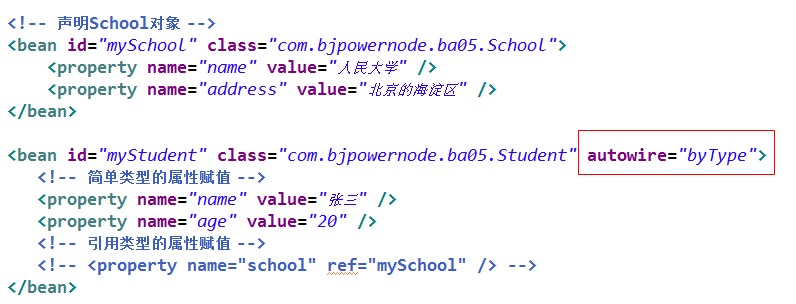 <!-- 声明School对象 -->
<bean id="mySchool" class="com.bjpowernode.ba05.School">
<property name="name" value="人民大学" />
<property name="address" value="北京的海淀区" />
</bean>
<bean id="myStudent" class="com.bjpowernode.ba05.Student" autowire="byType">
<!-- 简单类型的属性赋值 -->
<property name="name" value="张三" />
<property name="age" value="20" />
<!-- 引用类型的属性赋值 -->
<!-- <property name="school" ref="mySchool" /> -->
</bean>